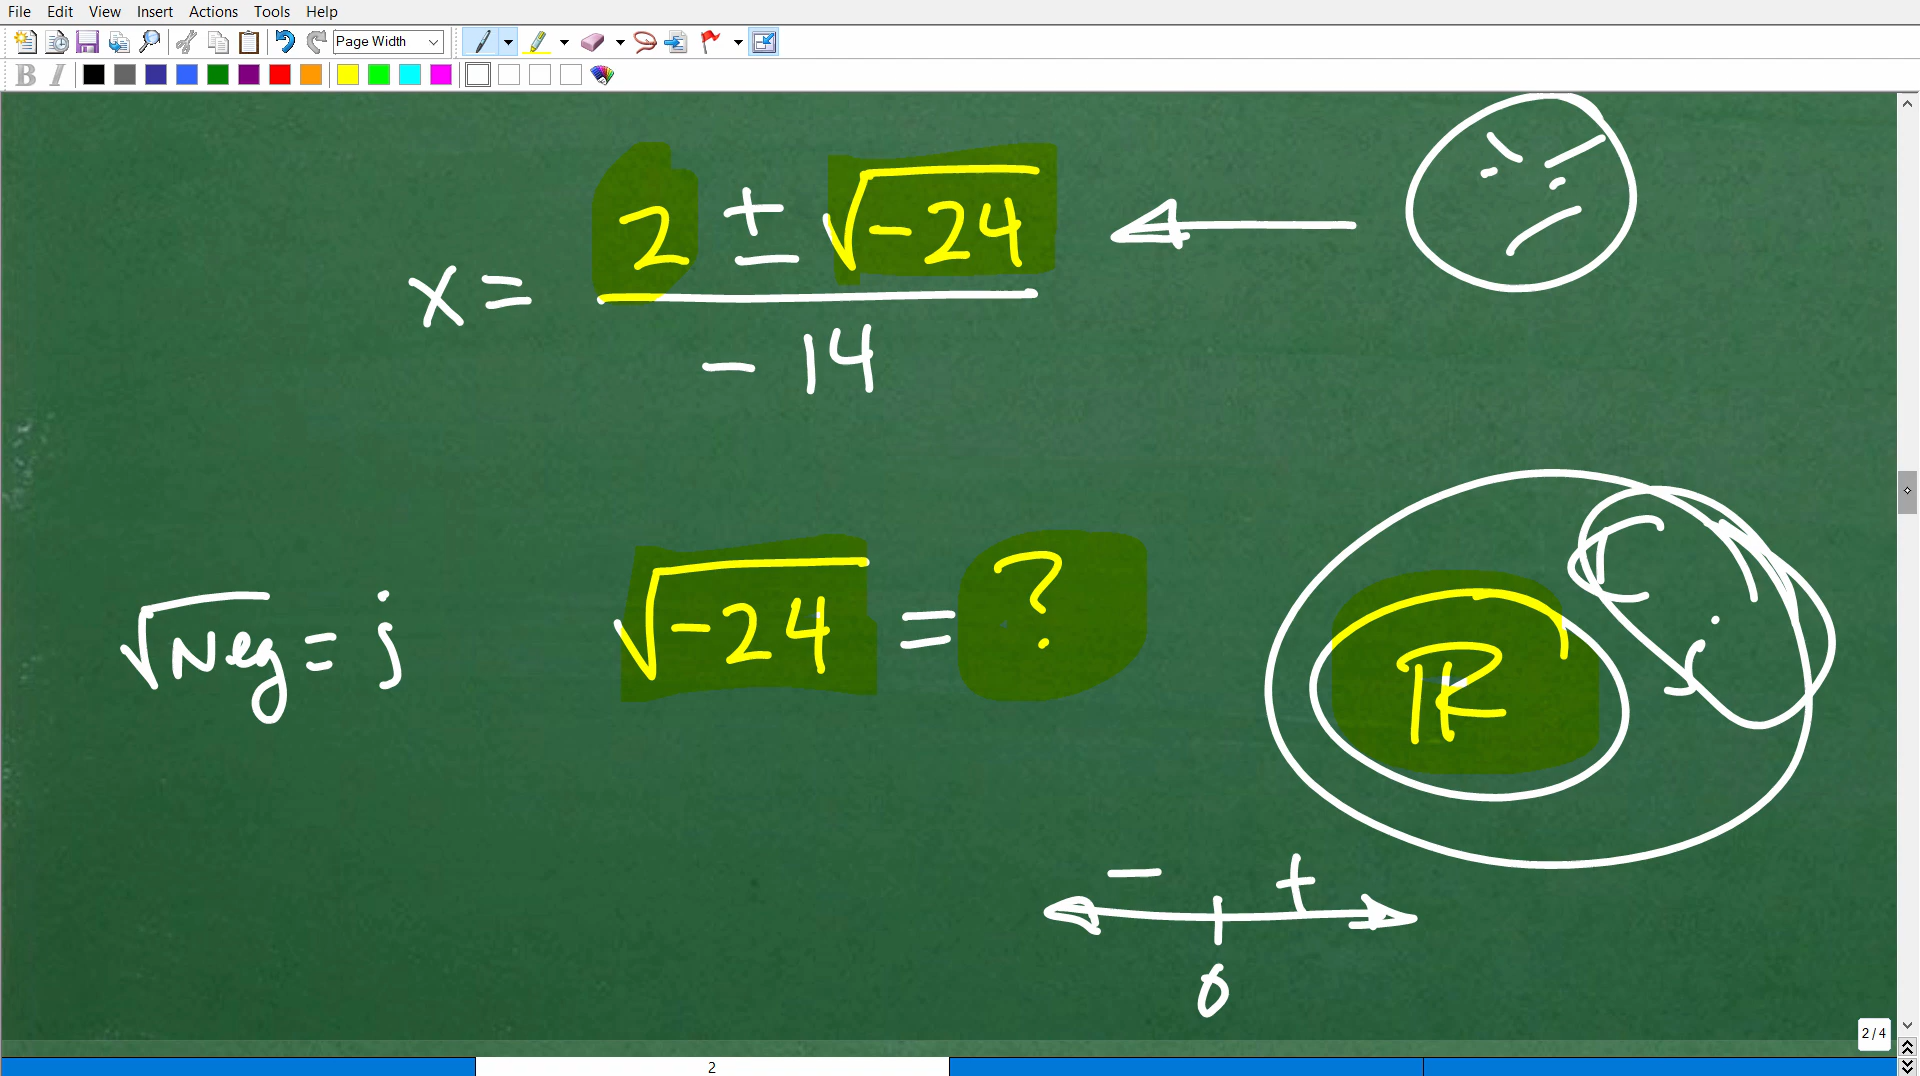 File Edit View Insert Actions Tools Help
Page Width
B I
x = 2 ± √-24
- 14
√Neg = i
√-24 = ?
ℝ
ℂ
i
- +
0
2 / 4
2